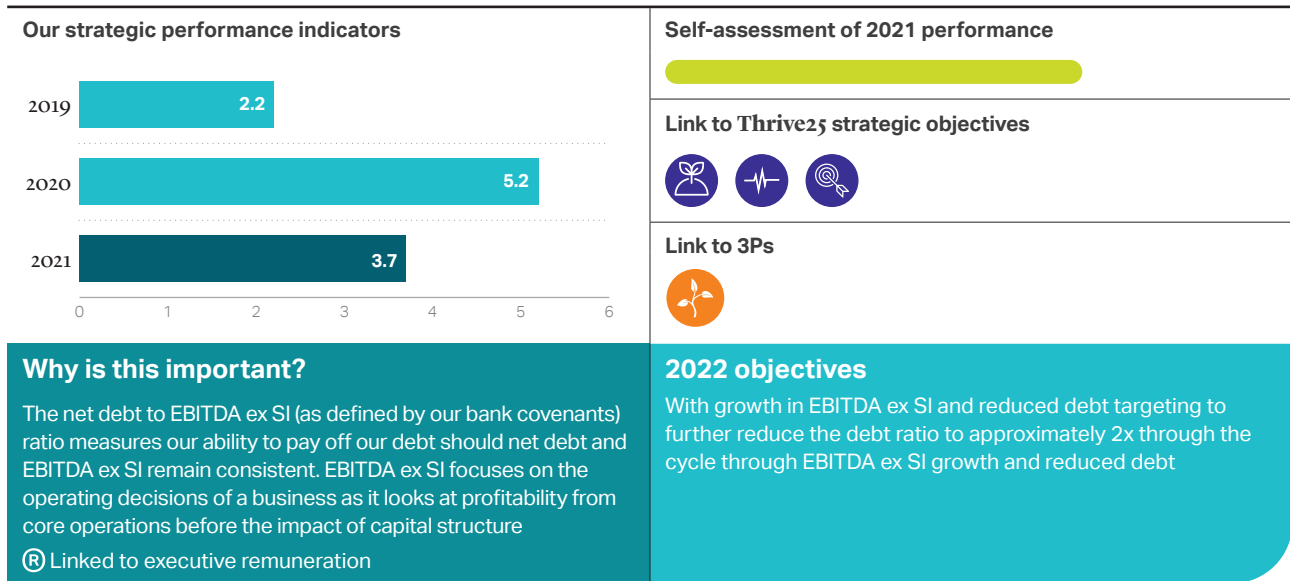 Our strategic performance indicators
2019
2.2
2020
5.2
2021
3.7
0 1 2 3 4 5 6
Self-assessment of 2021 performance
Link to Thrive25 strategic objectives
Link to 3Ps
Why is this important?
The net debt to EBITDA ex SI (as defined by our bank covenants)
ratio measures our ability to pay off our debt should net debt and
EBITDA ex SI remain consistent. EBITDA ex SI focuses on the
operating decisions of a business as it looks at profitability from
core operations before the impact of capital structure
Ⓡ Linked to executive remuneration
2022 objectives
With growth in EBITDA ex SI and reduced debt targeting to
further reduce the debt ratio to approximately 2x through the
cycle through EBITDA ex SI growth and reduced debt